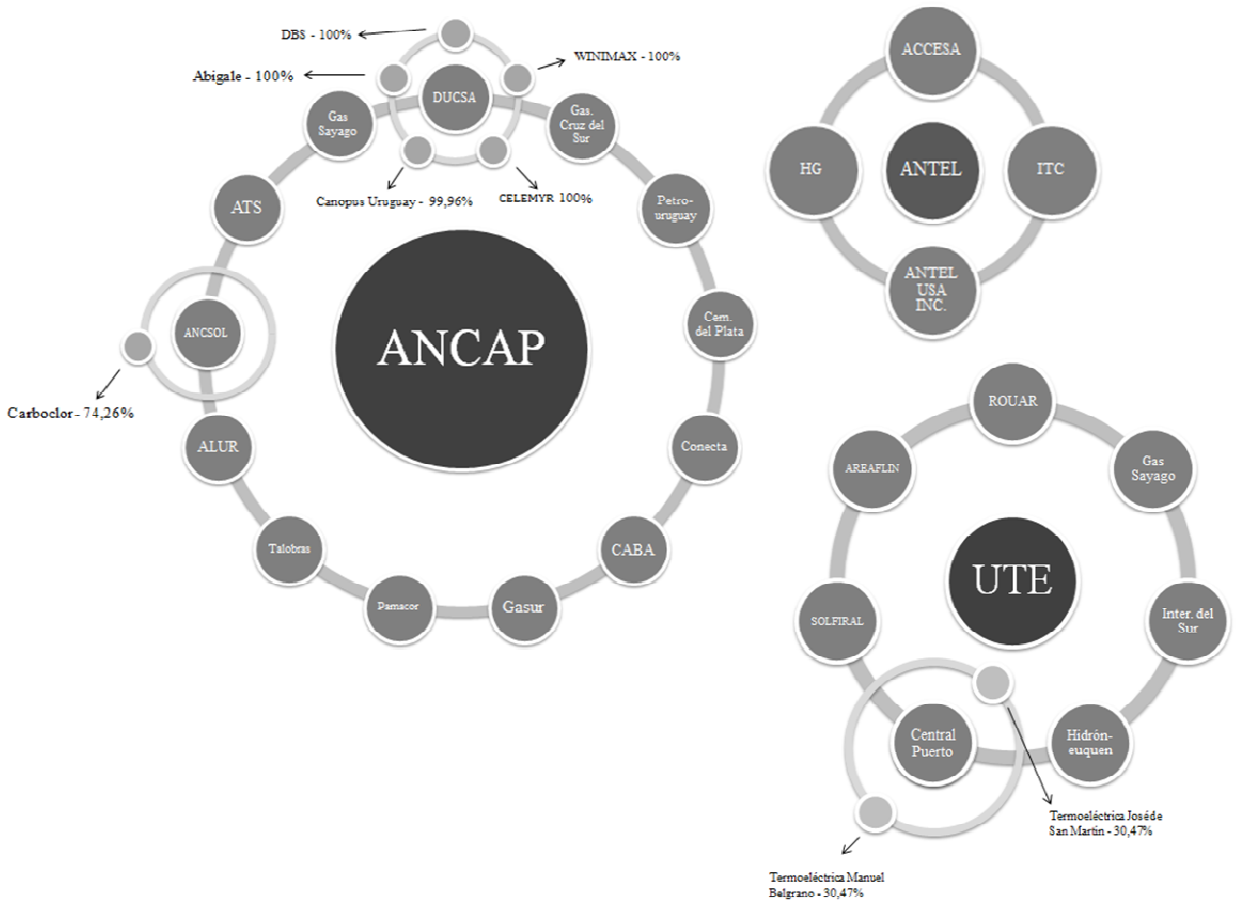 DBS - 100%
WINIMAX - 100%
Abigale - 100%
DUCSA
Gas
Sayago
Gas.
Cruz del
Sur
Canopus Uruguay - 99,96%
CELEMYR 100%
ATS
Petro-
uruguay
ANCSOL
Cem.
del Plata
ANCAP
Carboclor - 74,26%
ALUR
Conecta
Talobras
CABA
Pamacor
Gasur
ACCESA
HG
ANTEL
ITC
ANTEL
USA
INC.
ROUAR
AREAFLIN
Gas
Sayago
UTE
SOLFIRAL
Inter. del
Sur
Central
Puerto
Hidrón-
euquen
Termoeléctrica José de
San Martín - 30,47%
Termoeléctrica Manuel
Belgrano - 30,47%